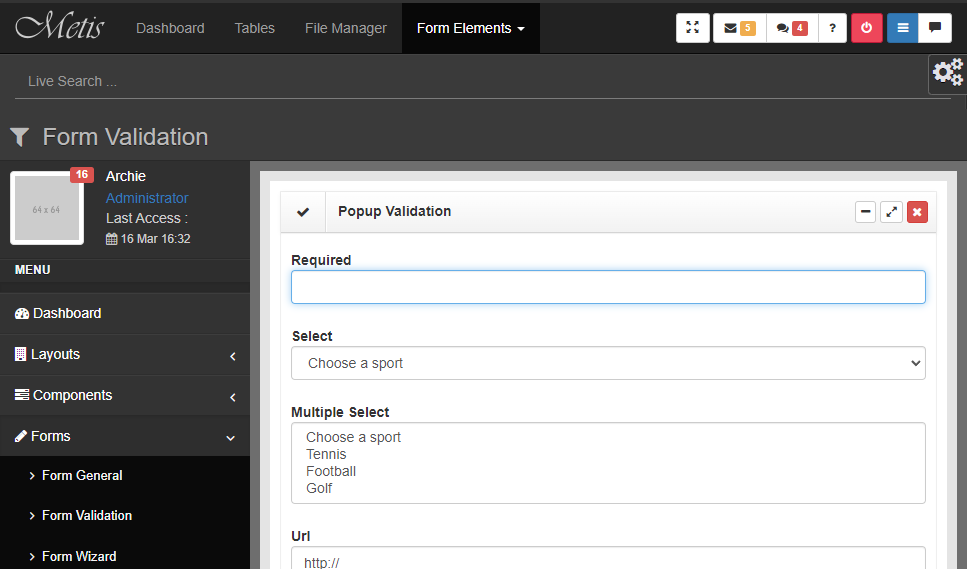 Metis
Dashboard
Tables
File Manager
Form Elements
5
4
?
Live Search ...
Form Validation
64 x 64
16
Archie
Administrator
Last Access :
16 Mar 16:32
MENU
Dashboard
Layouts
Components
Forms
Form General
Form Validation
Form Wizard
Popup Validation
Required
Select
Choose a sport
Multiple Select
Choose a sport
Tennis
Football
Golf
Url
http://